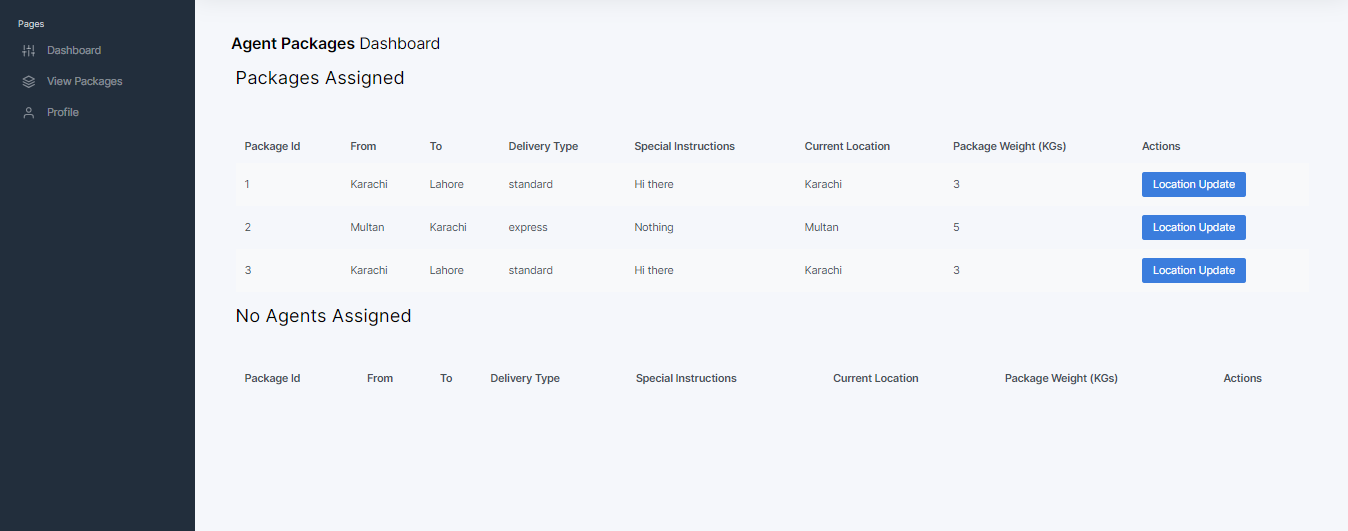 Pages
Dashboard
View Packages
Profile
Agent Packages Dashboard
Packages Assigned
Package Id From To Delivery Type Special Instructions Current Location Package Weight (KGs) Actions
1 Karachi Lahore standard Hi there Karachi 3 Location Update
2 Multan Karachi express Nothing Multan 5 Location Update
3 Karachi Lahore standard Hi there Karachi 3 Location Update
No Agents Assigned
Package Id From To Delivery Type Special Instructions Current Location Package Weight (KGs) Actions